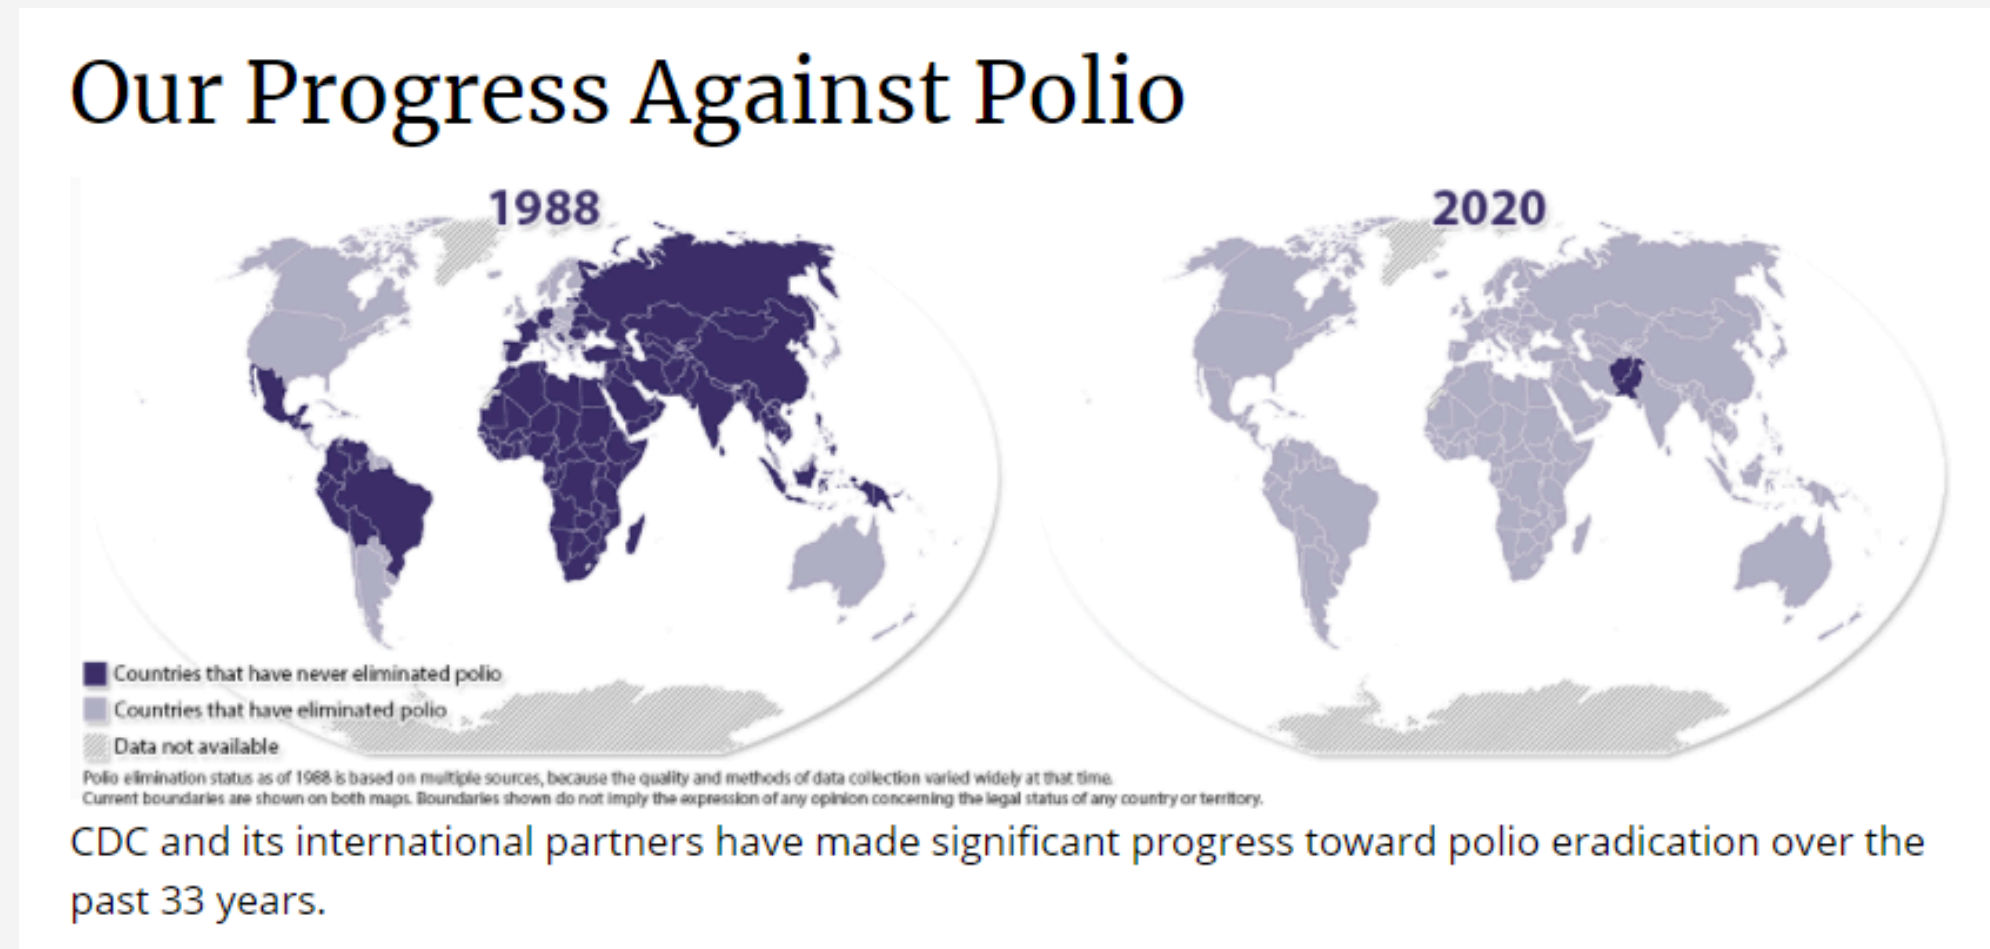 Our Progress Against Polio
1988
2020
Countries that have never eliminated polio
Countries that have eliminated polio
Data not available
Polio elimination status as of 1988 is based on multiple sources, because the quality and methods of data collection varied widely at that time.
Current boundaries are shown on both maps. Boundaries shown do not imply the expression of any opinion concerning the legal status of any country or territory.
CDC and its international partners have made significant progress toward polio eradication over the
past 33 years.